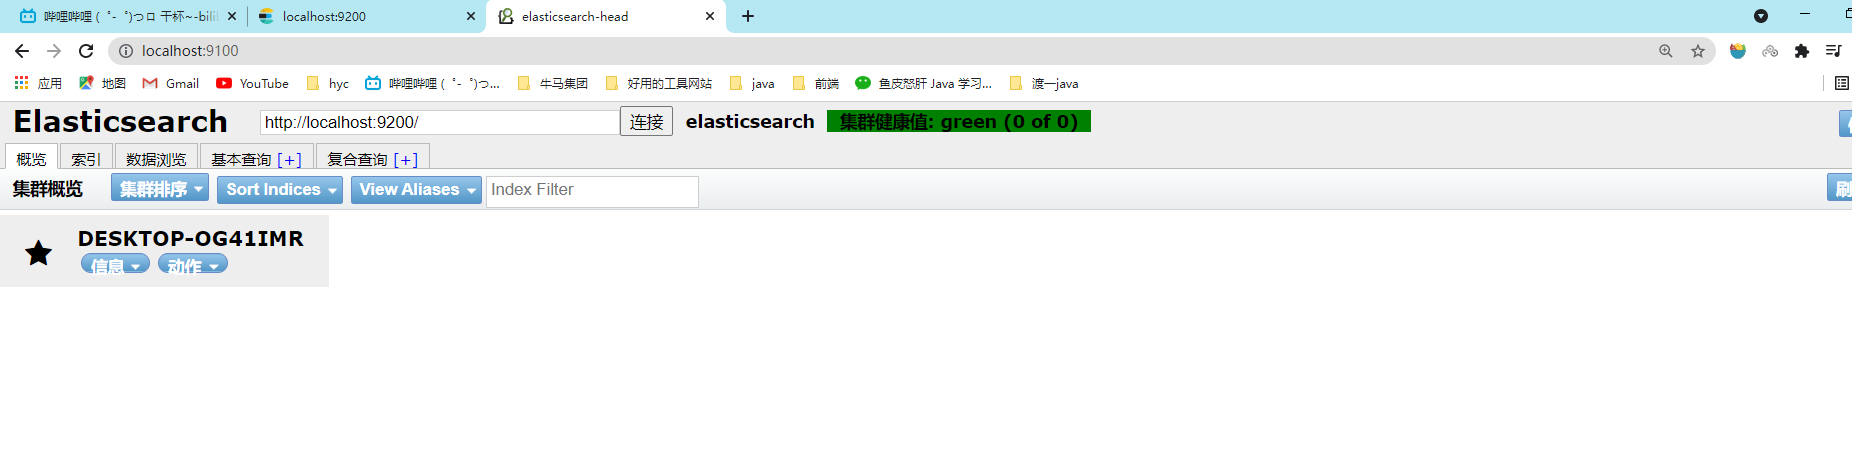 哔哩哔哩 (゜-゜)つロ 干杯~-bili
localhost:9200
elasticsearch-head
localhost:9100
应用 地图 Gmail YouTube hyc 哔哩哔哩 (゜-゜)つ... 牛马集团 好用的工具网站 java 前端 鱼皮怒肝 Java 学习... 渡一java
Elasticsearch http://localhost:9200/ 连接 elasticsearch 集群健康值: green (0 of 0)
概览 索引 数据浏览 基本查询 [+] 复合查询 [+]
集群概览 集群排序 Sort Indices View Aliases Index Filter 刷
DESKTOP-OG41IMR
信息 动作